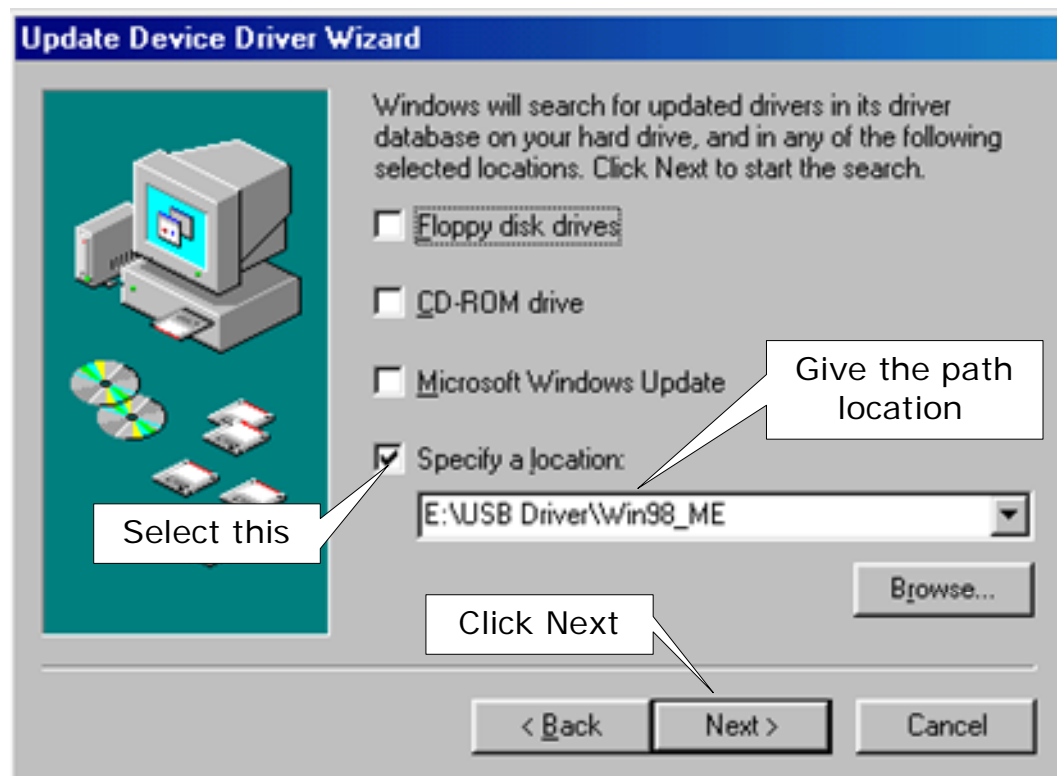 Update Device Driver Wizard
Windows will search for updated drivers in its driver
database on your hard drive, and in any of the following
selected locations. Click Next to start the search.
Floppy disk drives
CD-ROM drive
Microsoft Windows Update
Give the path
location
Specify a location:
Select this
E:\USB Driver\Win98_ME
Browse...
Click Next
< Back
Next >
Cancel